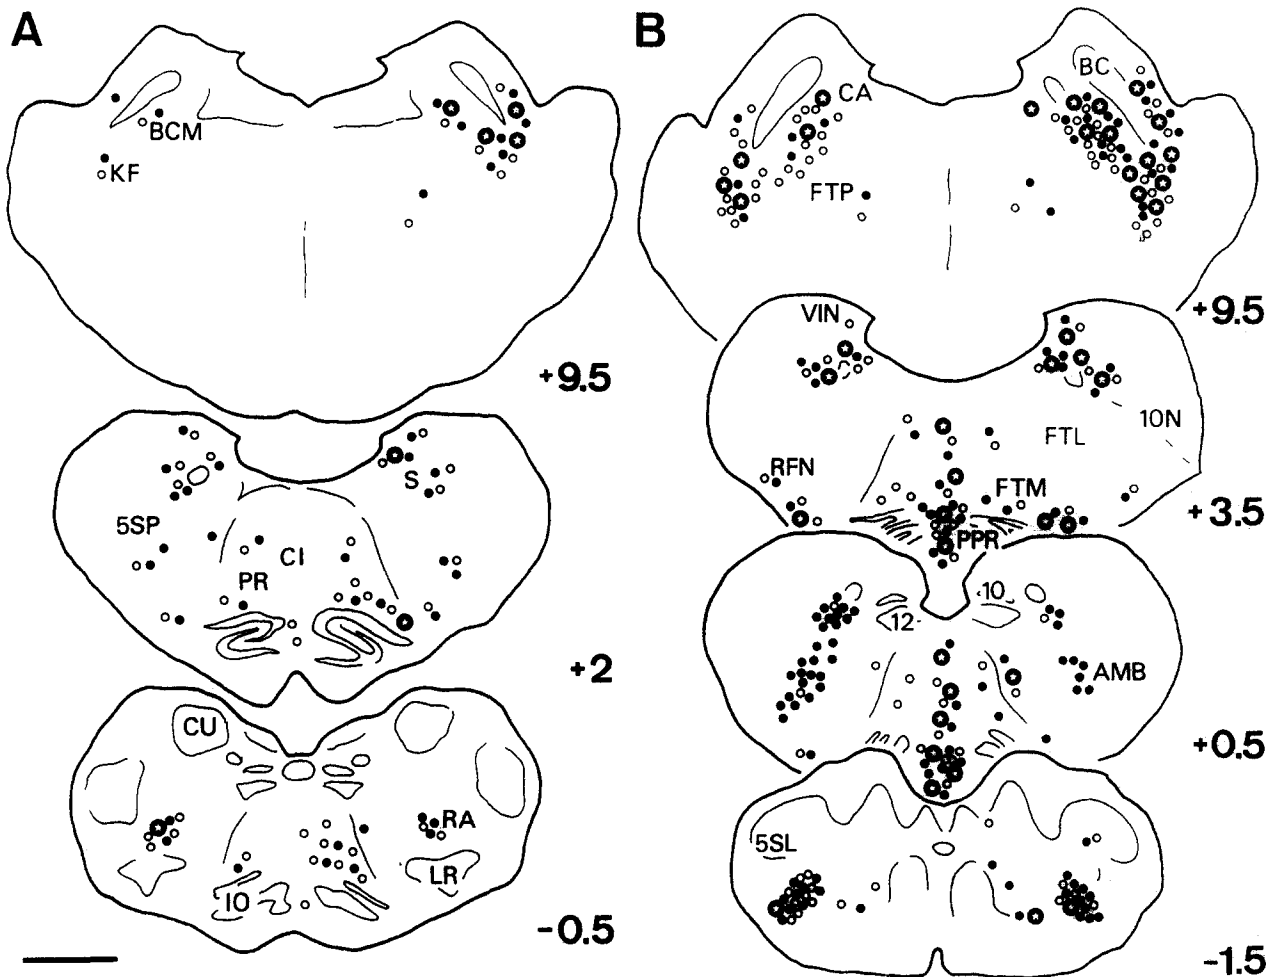 A
BCM
KF
+9.5
5SP
S
CI
PR
+2
CU
RA
LR
IO
-0.5
B
BC
CA
FTP
+9.5
VIN
10N
FTL
RFN
FTM
PPR
+3.5
10
12
AMB
+0.5
5SL
-1.5